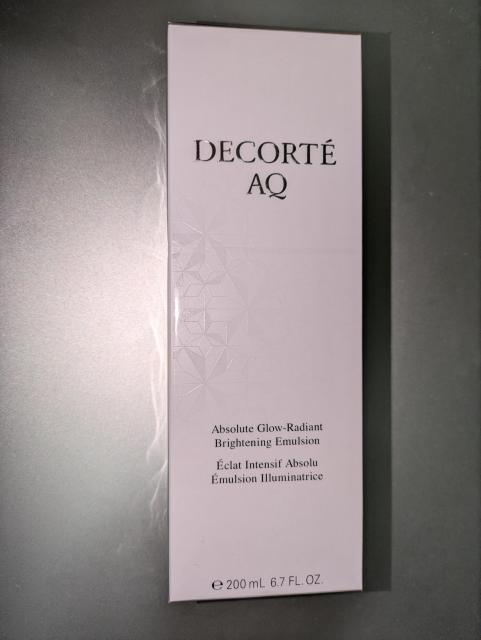 DECORTÉ
AQ
Absolute Glow-Radiant
Brightening Emulsion
Éclat Intensif Absolu
Émulsion Illuminatrice
℮ 200 mL 6.7 FL. OZ.